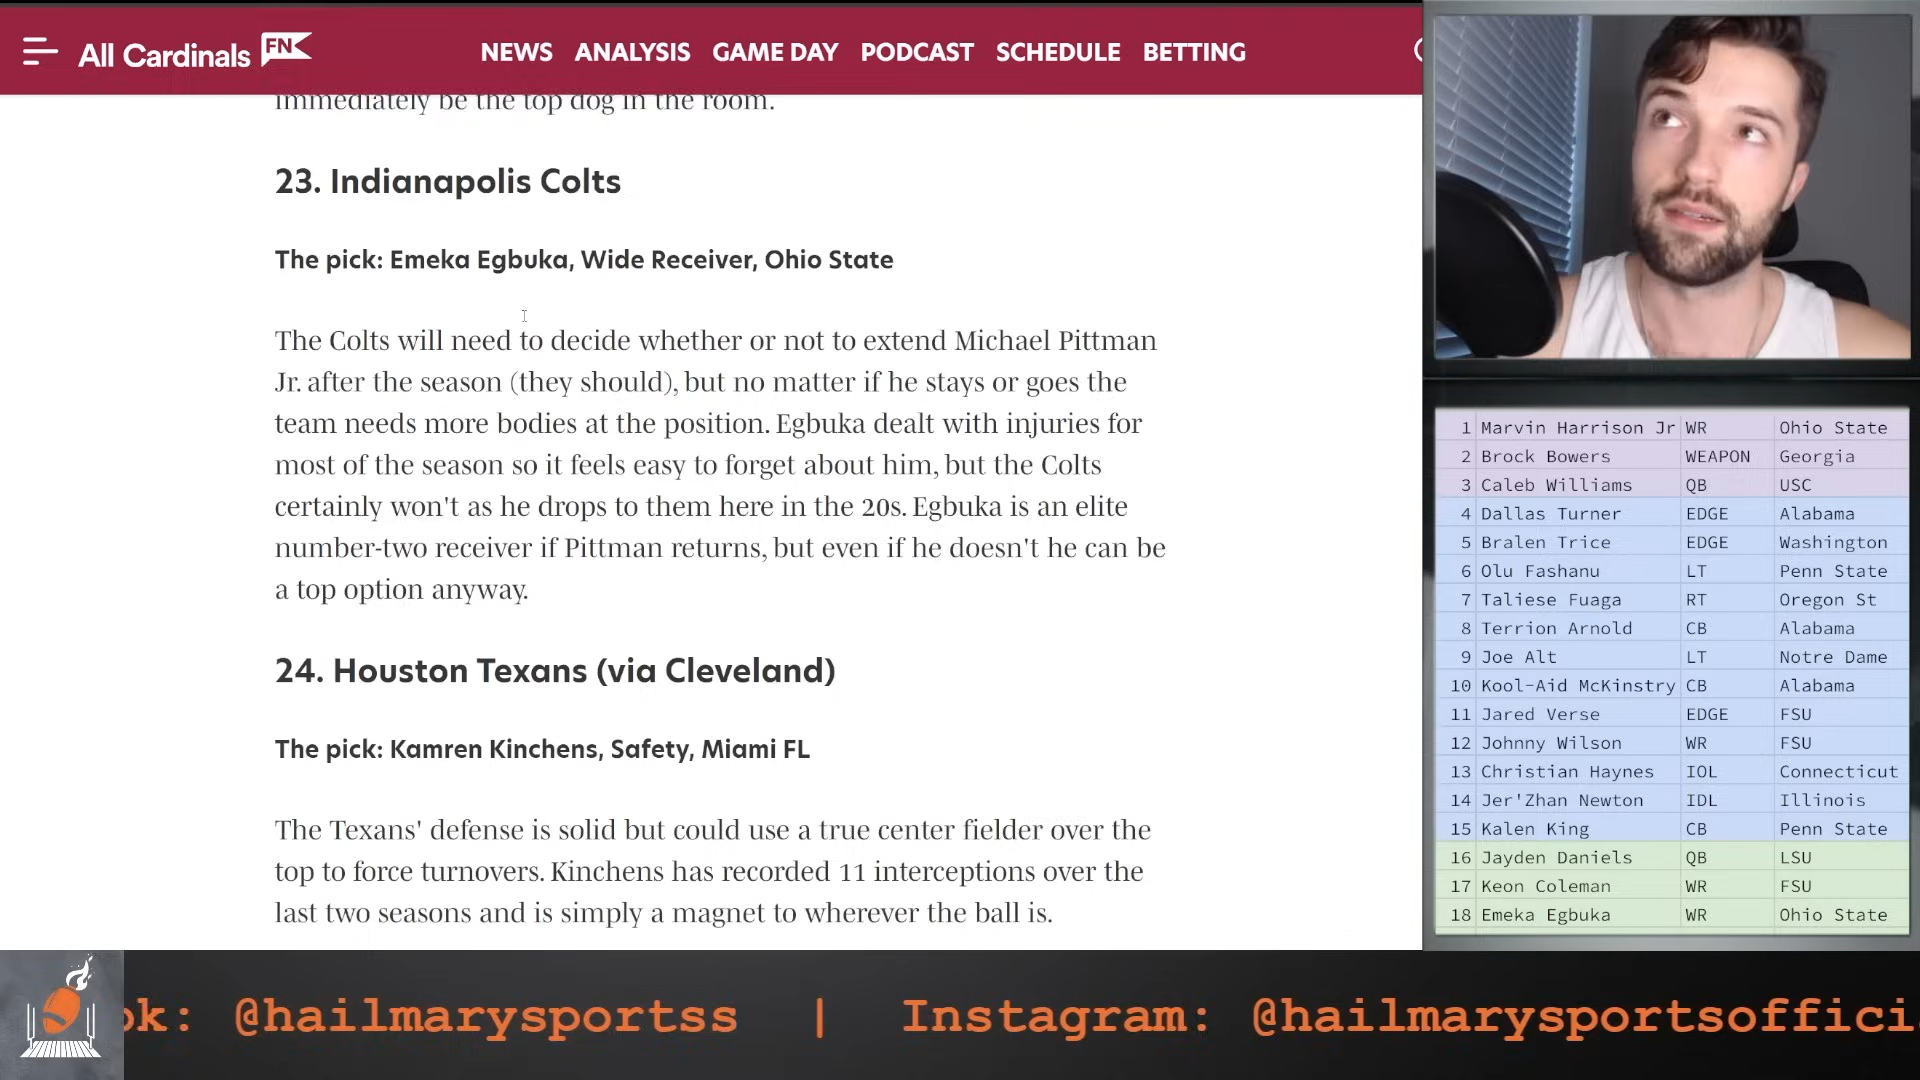 All Cardinals FN
NEWS ANALYSIS GAME DAY PODCAST SCHEDULE BETTING
immediately be the top dog in the room.
23. Indianapolis Colts
The pick: Emeka Egbuka, Wide Receiver, Ohio State
The Colts will need to decide whether or not to extend Michael Pittman
Jr. after the season (they should), but no matter if he stays or goes the
team needs more bodies at the position. Egbuka dealt with injuries for
most of the season so it feels easy to forget about him, but the Colts
certainly won't as he drops to them here in the 20s. Egbuka is an elite
number-two receiver if Pittman returns, but even if he doesn't he can be
a top option anyway.
24. Houston Texans (via Cleveland)
The pick: Kamren Kinchens, Safety, Miami FL
The Texans' defense is solid but could use a true center fielder over the
top to force turnovers. Kinchens has recorded 11 interceptions over the
last two seasons and is simply a magnet to wherever the ball is.
1 Marvin Harrison Jr WR Ohio State
2 Brock Bowers WEAPON Georgia
3 Caleb Williams QB USC
4 Dallas Turner EDGE Alabama
5 Bralen Trice EDGE Washington
6 Olu Fashanu LT Penn State
7 Taliese Fuaga RT Oregon St
8 Terrion Arnold CB Alabama
9 Joe Alt LT Notre Dame
10 Kool-Aid McKinstry CB Alabama
11 Jared Verse EDGE FSU
12 Johnny Wilson WR FSU
13 Christian Haynes IOL Connecticut
14 Jer'Zhan Newton IDL Illinois
15 Kalen King CB Penn State
16 Jayden Daniels QB LSU
17 Keon Coleman WR FSU
18 Emeka Egbuka WR Ohio State
ok: @hailmarysportss | Instagram: @hailmarysportsoffici